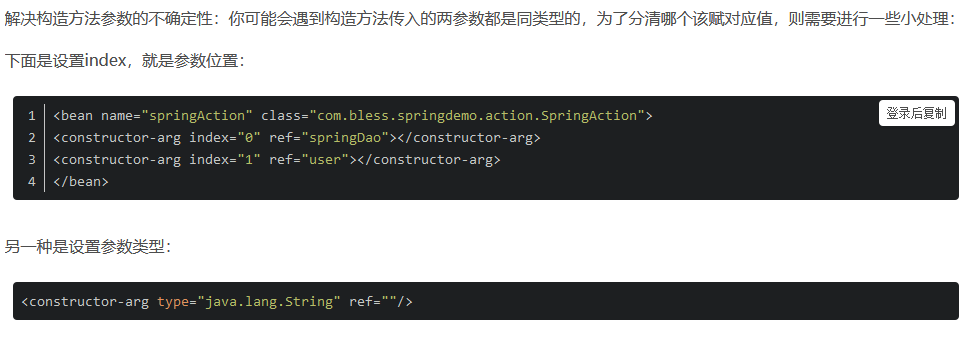 解决构造方法参数的不确定性：你可能会遇到构造方法传入的两参数都是同类型的，为了分清哪个该赋对应值，则需要进行一些小处理：
下面是设置index，就是参数位置：
登录后复制
1 <bean name="springAction" class="com.bless.springdemo.action.SpringAction">
2 <constructor-arg index="0" ref="springDao"></constructor-arg>
3 <constructor-arg index="1" ref="user"></constructor-arg>
4 </bean>
另一种是设置参数类型：
<constructor-arg type="java.lang.String" ref=""/>